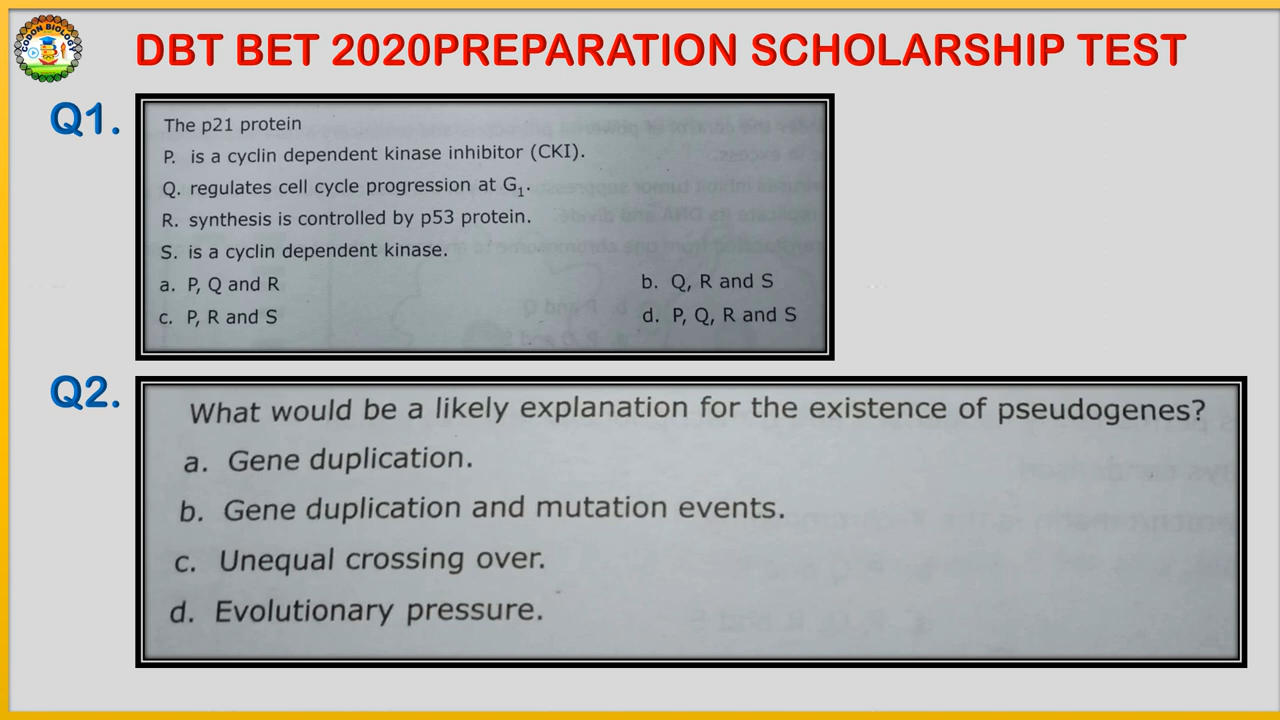 CODON BIOLOGY
DBT BET 2020PREPARATION SCHOLARSHIP TEST
Q1.
The p21 protein
P. is a cyclin dependent kinase inhibitor (CKI).
Q. regulates cell cycle progression at G₁.
R. synthesis is controlled by p53 protein.
S. is a cyclin dependent kinase.
a. P, Q and R b. Q, R and S
c. P, R and S d. P, Q, R and S
Q2.
What would be a likely explanation for the existence of pseudogenes?
a. Gene duplication.
b. Gene duplication and mutation events.
c. Unequal crossing over.
d. Evolutionary pressure.